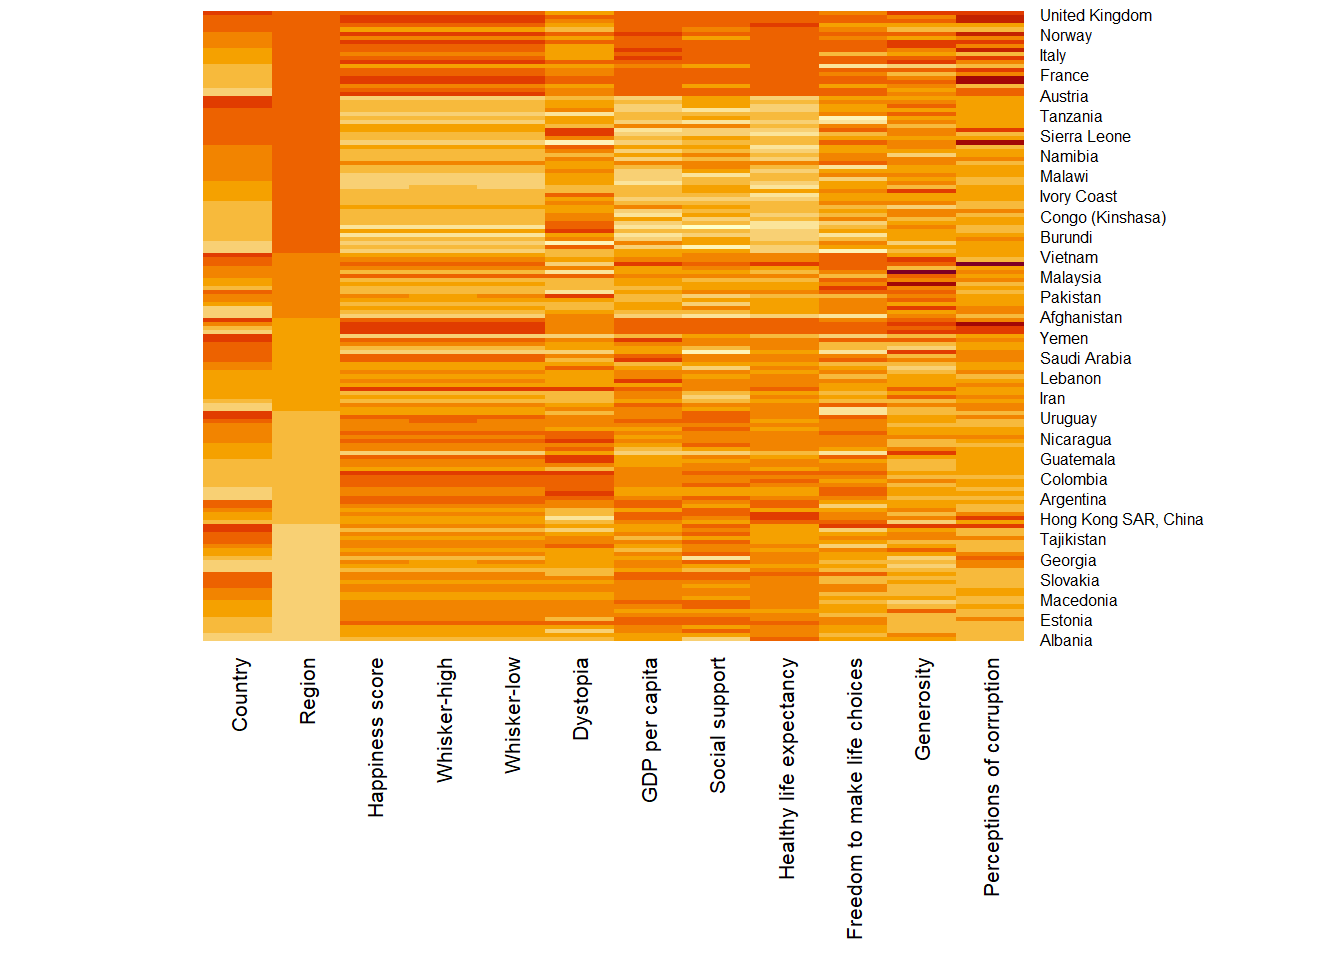 United Kingdom
Norway
Italy
France
Austria
Tanzania
Sierra Leone
Namibia
Malawi
Ivory Coast
Congo (Kinshasa)
Burundi
Vietnam
Malaysia
Pakistan
Afghanistan
Yemen
Saudi Arabia
Lebanon
Iran
Uruguay
Nicaragua
Guatemala
Colombia
Argentina
Hong Kong SAR, China
Tajikistan
Georgia
Slovakia
Macedonia
Estonia
Albania
Country
Region
Happiness score
Whisker-high
Whisker-low
Dystopia
GDP per capita
Social support
Healthy life expectancy
Freedom to make life choices
Generosity
Perceptions of corruption